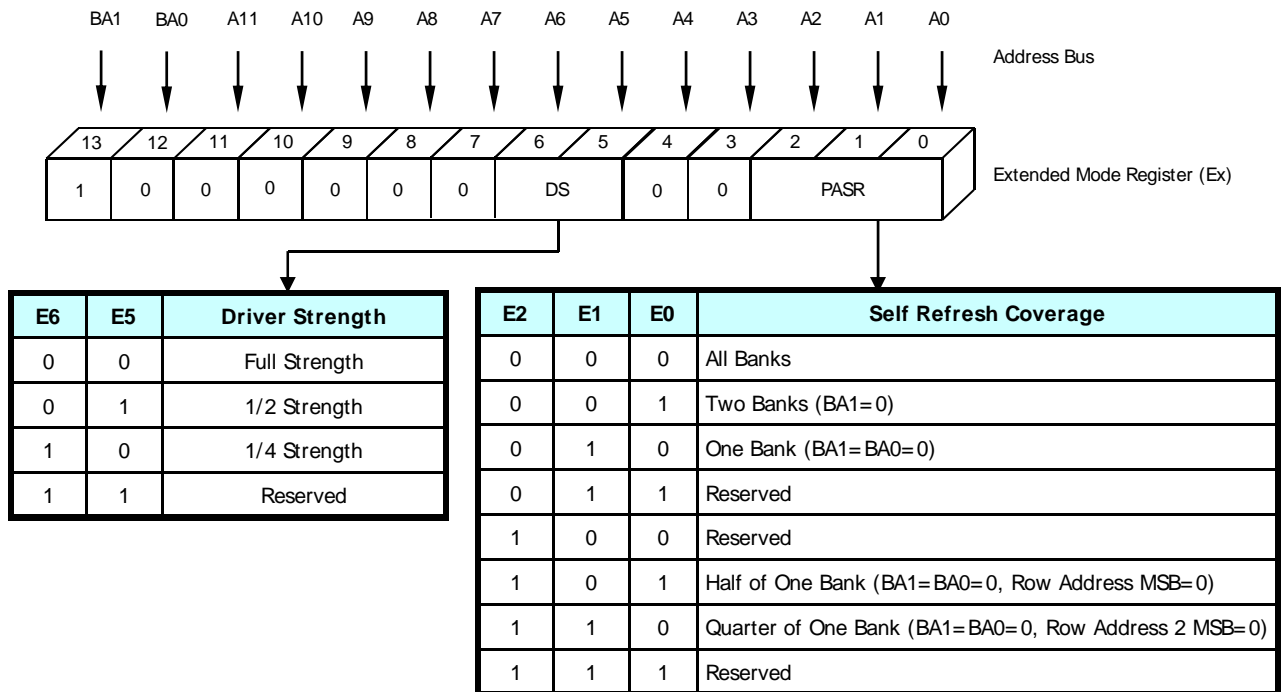 BA1 BA0 A11 A10 A9 A8 A7 A6 A5 A4 A3 A2 A1 A0
Address Bus
13 12 11 10 9 8 7 6 5 4 3 2 1 0
1 0 0 0 0 0 0 DS 0 0 PASR
Extended Mode Register (Ex)
E6 E5 Driver Strength
0 0 Full Strength
0 1 1/2 Strength
1 0 1/4 Strength
1 1 Reserved
E2 E1 E0 Self Refresh Coverage
0 0 0 All Banks
0 0 1 Two Banks (BA1=0)
0 1 0 One Bank (BA1=BA0=0)
0 1 1 Reserved
1 0 0 Reserved
1 0 1 Half of One Bank (BA1=BA0=0, Row Address MSB=0)
1 1 0 Quarter of One Bank (BA1=BA0=0, Row Address 2 MSB=0)
1 1 1 Reserved